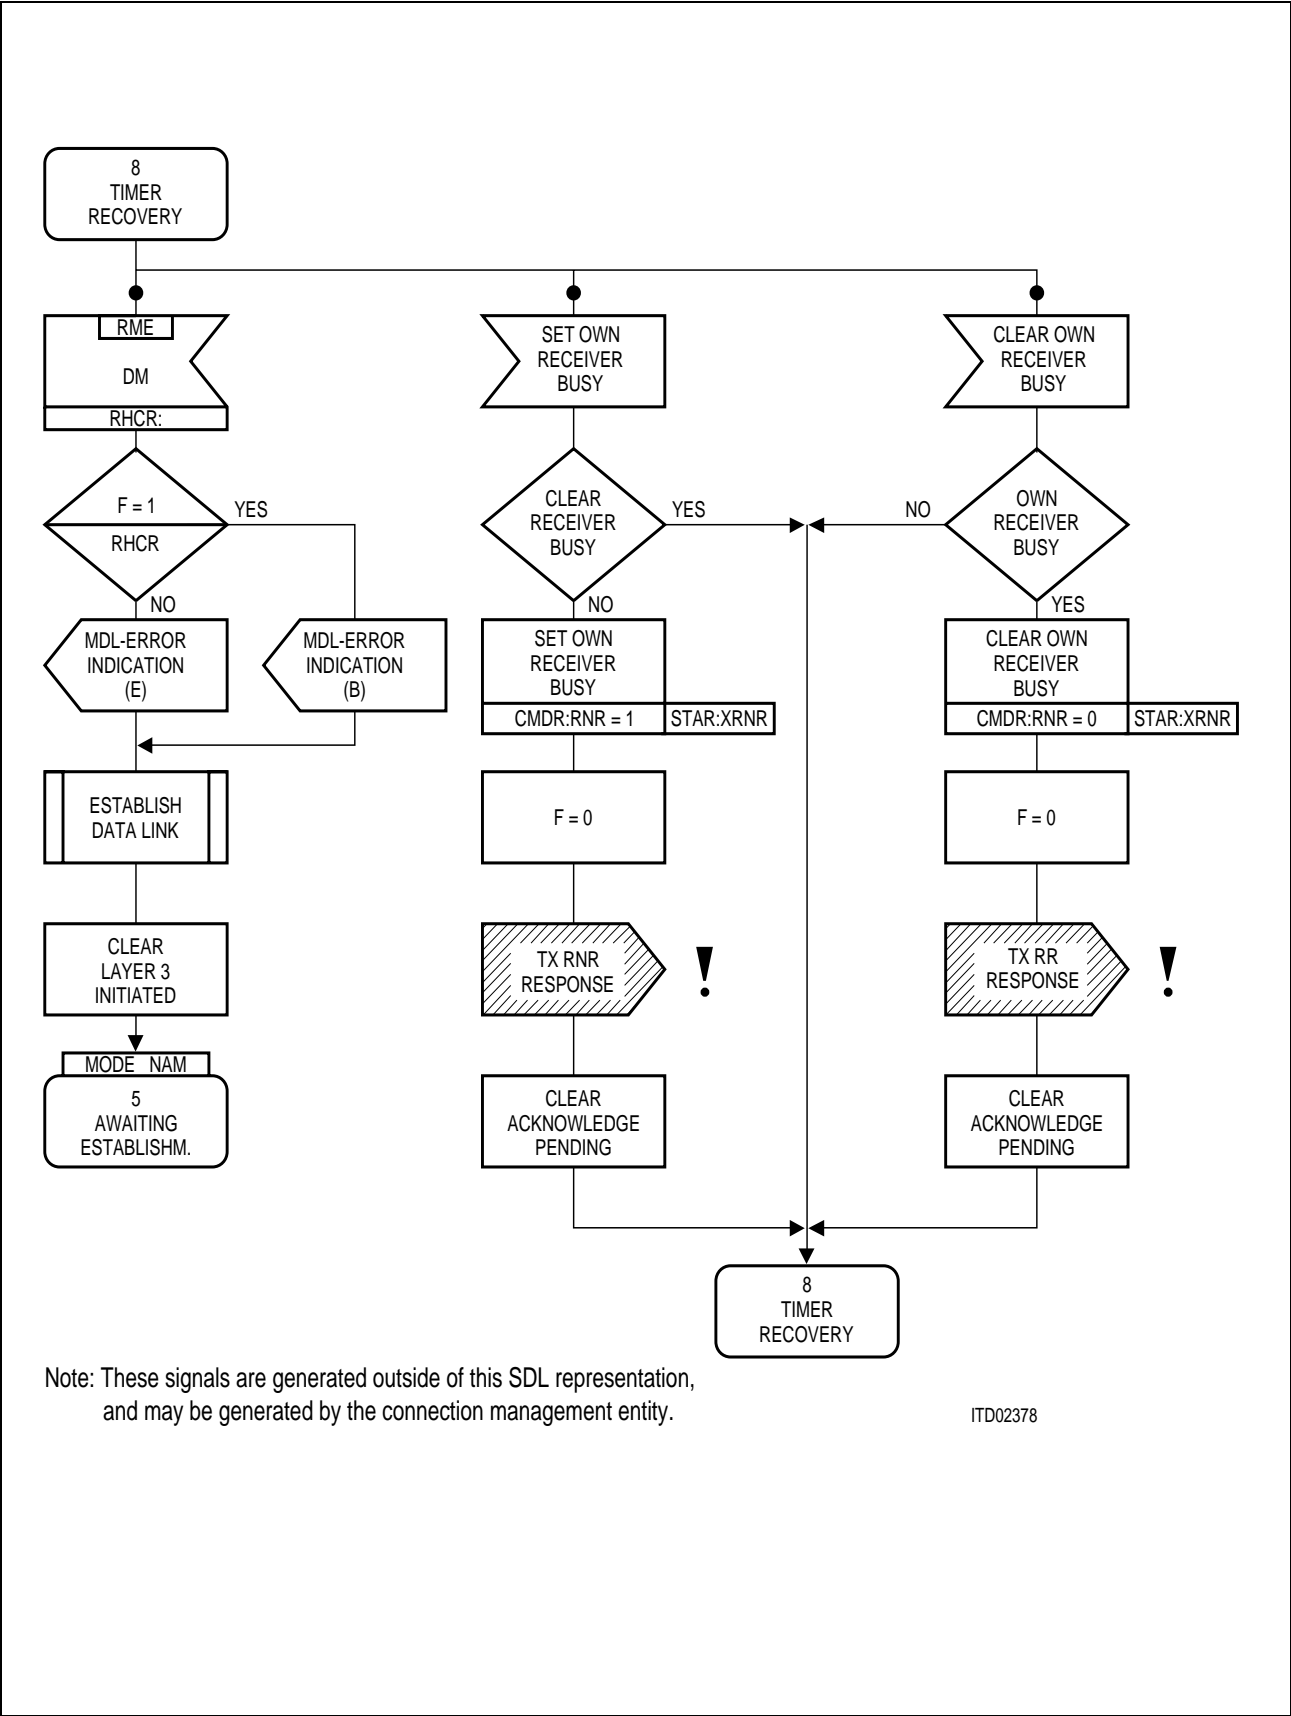 8
TIMER
RECOVERY
RME
DM
RHCR:
F = 1
RHCR
YES
NO
MDL-ERROR
INDICATION
(E)
MDL-ERROR
INDICATION
(B)
ESTABLISH
DATA LINK
CLEAR
LAYER 3
INITIATED
MODE NAM
5
AWAITING
ESTABLISHM.
SET OWN
RECEIVER
BUSY
CLEAR
RECEIVER
BUSY
YES
NO
SET OWN
RECEIVER
BUSY
CMDR:RNR = 1
STAR:XRNR
F = 0
TX RNR
RESPONSE
!
CLEAR
ACKNOWLEDGE
PENDING
CLEAR OWN
RECEIVER
BUSY
OWN
RECEIVER
BUSY
NO
YES
CLEAR OWN
RECEIVER
BUSY
CMDR:RNR = 0
STAR:XRNR
F = 0
TX RR
RESPONSE
!
CLEAR
ACKNOWLEDGE
PENDING
8
TIMER
RECOVERY
Note: These signals are generated outside of this SDL representation,
and may be generated by the connection management entity.
ITD02378